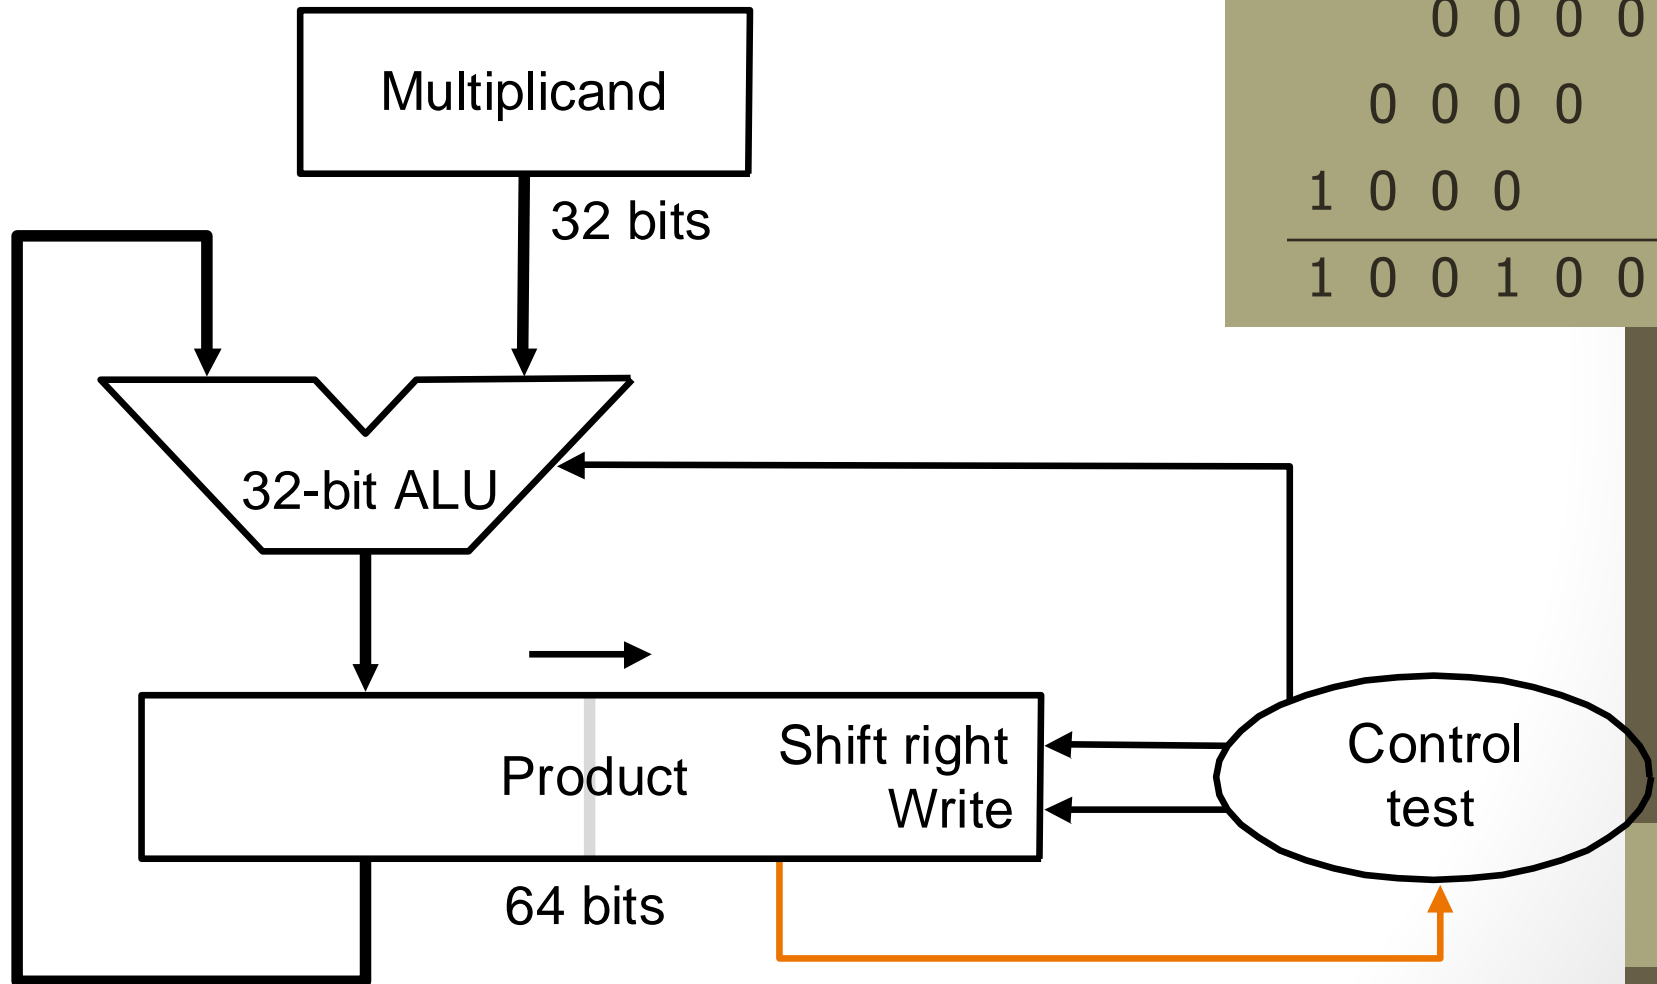 0 0 0 0
Multiplicand
0 0 0 0
1 0 0 0
32 bits
1 0 0 1 0 0
32-bit ALU
Shift right
Control
Product
Write
test
64 bits